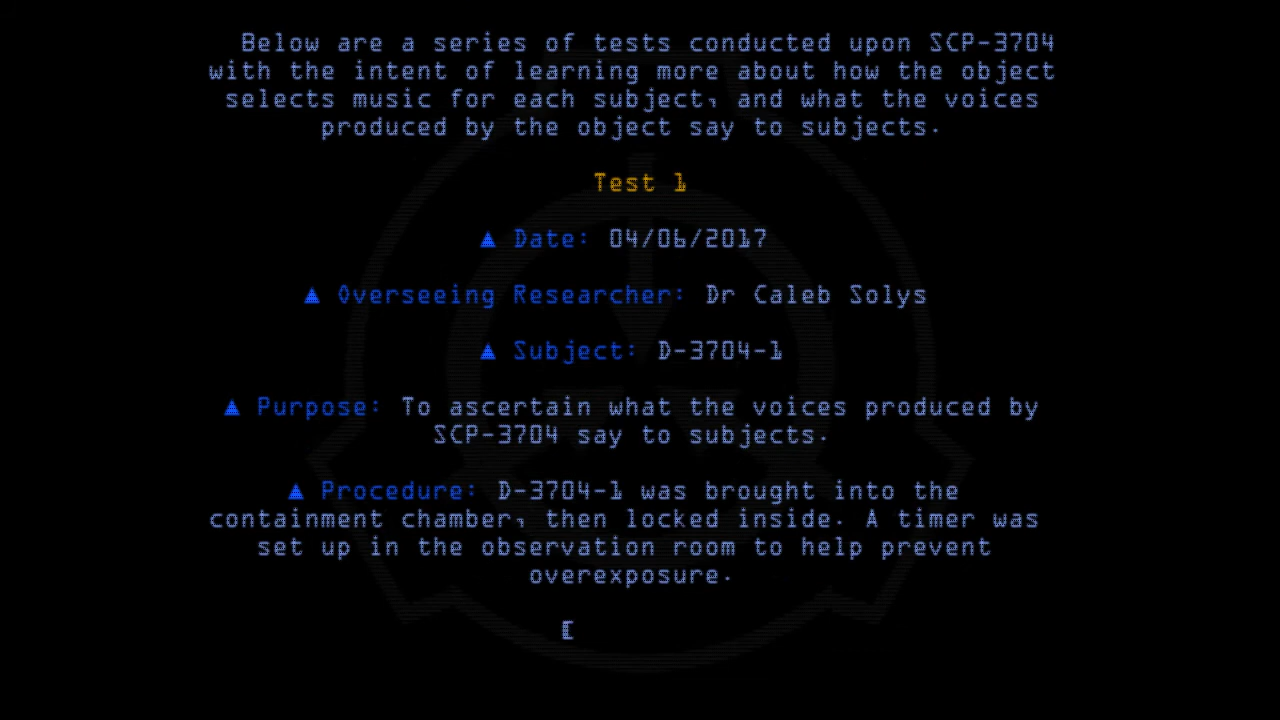 Below are a series of tests conducted upon SCP-3704
with the intent of learning more about how the object
selects music for each subject, and what the voices
produced by the object say to subjects.
Test 1
▲ Date: 04/06/2017
▲ Overseeing Researcher: Dr Caleb Solys
▲ Subject: D-3704-1
▲ Purpose: To ascertain what the voices produced by
SCP-3704 say to subjects.
▲ Procedure: D-3704-1 was brought into the
containment chamber, then locked inside. A timer was
set up in the observation room to help prevent
overexposure.
[